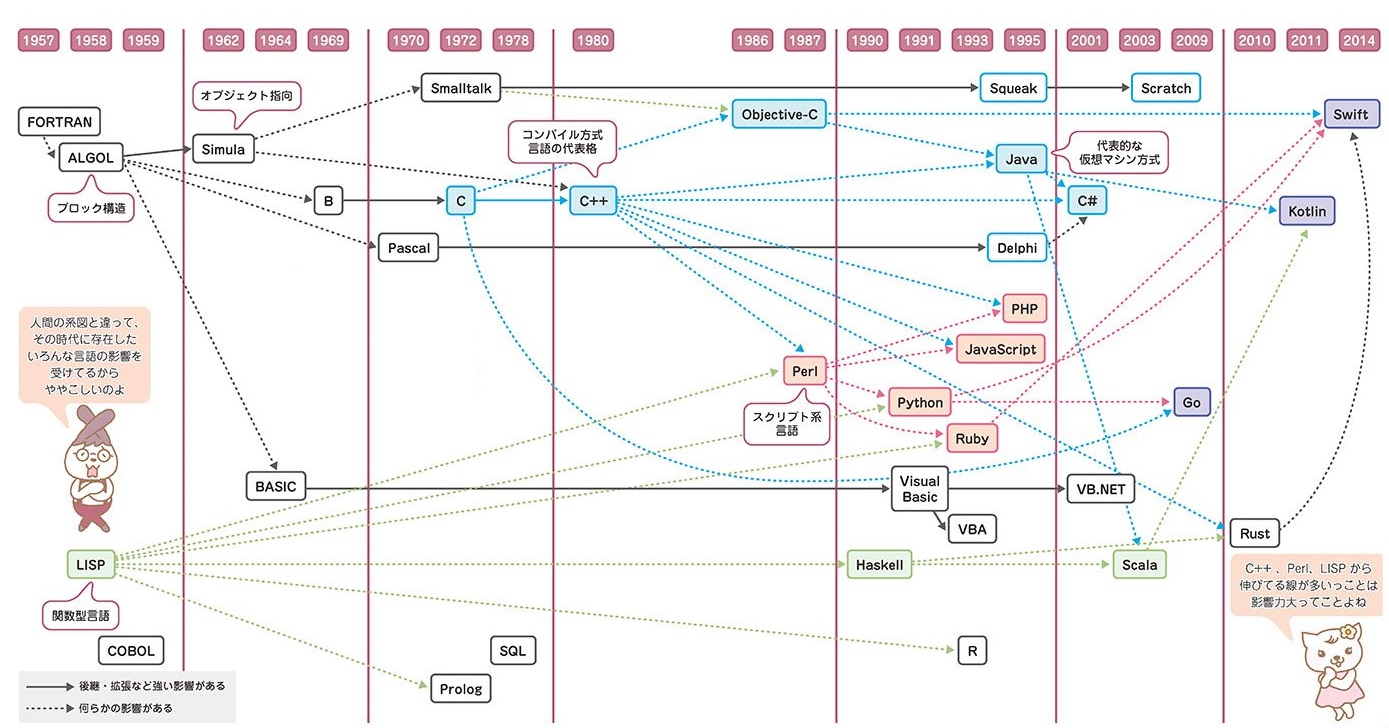 1957 1958 1959 1962 1964 1969 1970 1972 1978 1980 1986 1987 1990 1991 1993 1995 2001 2003 2009 2010 2011 2014
Smalltalk
Squeak
Scratch
オブジェクト指向
FORTRAN
Objective-C
Swift
コンパイル方式
言語の代表格
Simula
ALGOL
Java
代表的な
仮想マシン方式
ブロック構造
B
C
C++
C#
Kotlin
Pascal
Delphi
PHP
人間の系図と違って、
その時代に存在した
いろんな言語の影響を
受けてるから
ややこしいのよ
JavaScript
Perl
Python
Go
スクリプト系
言語
Ruby
BASIC
Visual
Basic
VB.NET
VBA
Rust
LISP
Haskell
Scala
関数型言語
C++ 、Perl、LISP から
伸びてる線が多いっことは
影響力大ってことよね
COBOL
SQL
R
Prolog
後継・拡張など強い影響がある
何らかの影響がある